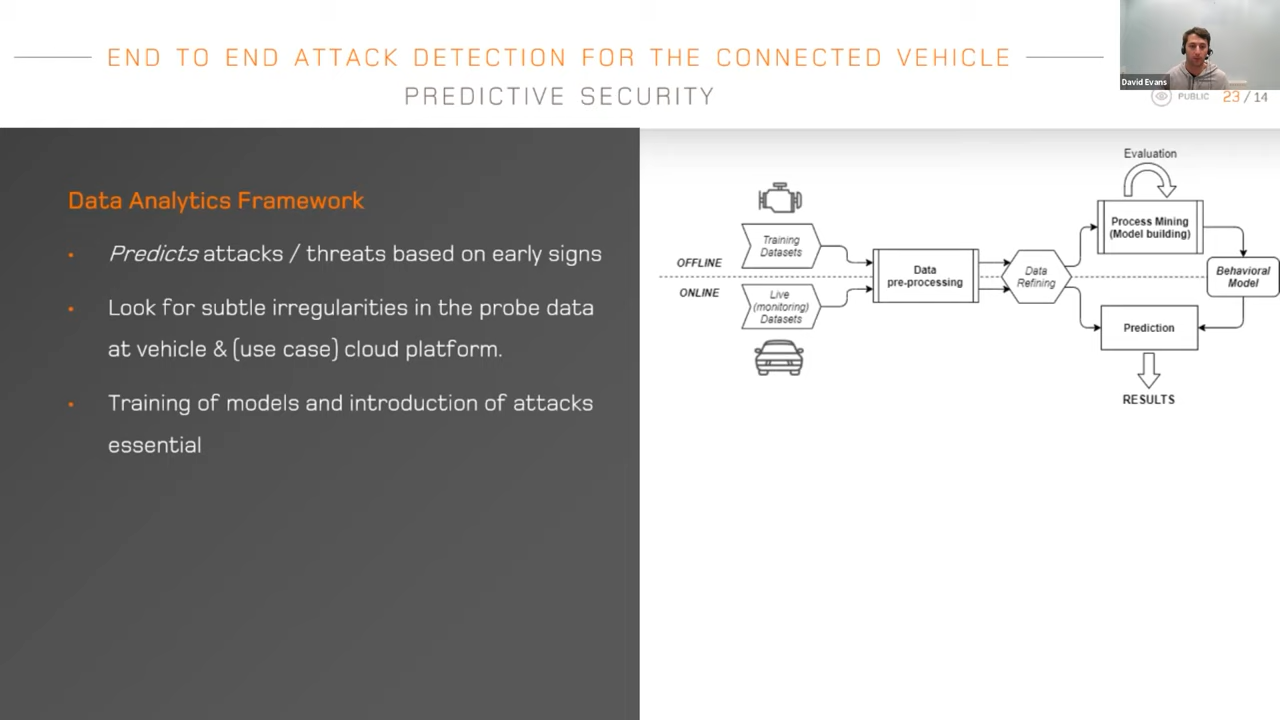 END TO END ATTACK DETECTION FOR THE CONNECTED VEHICLE
PREDICTIVE SECURITY
David Evans
PUBLIC 23 / 14
Data Analytics Framework
• Predicts attacks / threats based on early signs
• Look for subtle irregularities in the probe data
at vehicle & (use case) cloud platform.
• Training of models and introduction of attacks
essential
Evaluation
Training
Datasets
OFFLINE
ONLINE
Live
(monitoring)
Datasets
Data
pre-processing
Data
Refining
Process Mining
(Model building)
Behavioral
Model
Prediction
RESULTS